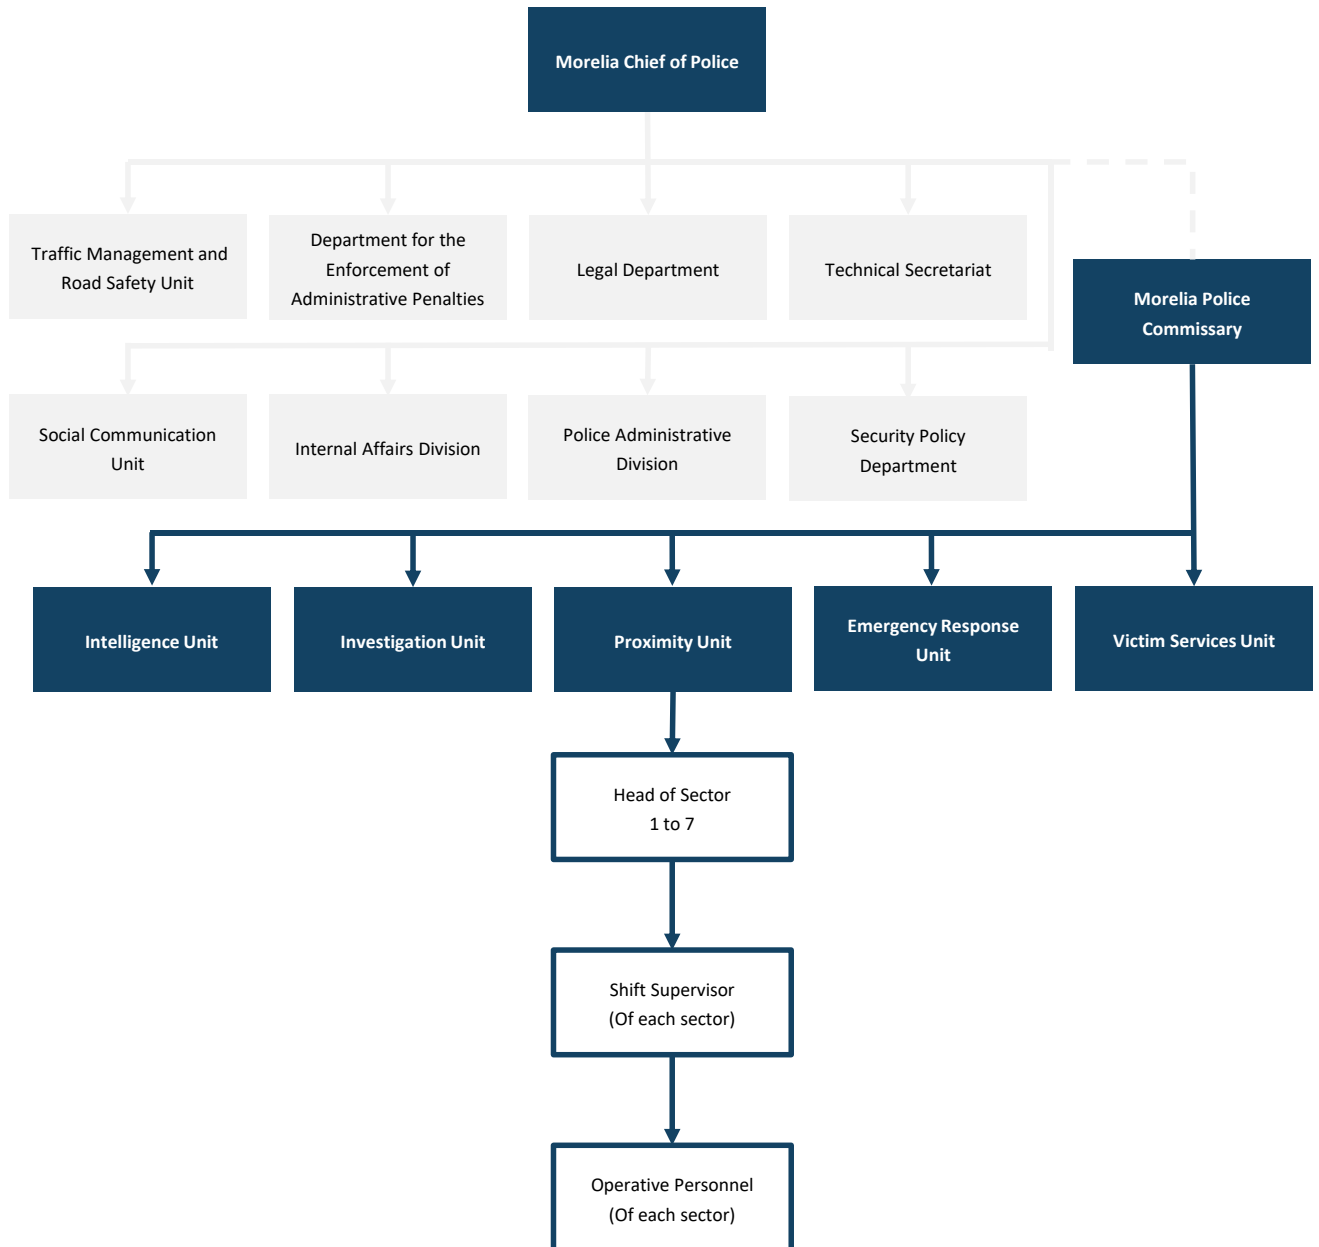 Morelia Chief of Police
Traffic Management and
Road Safety Unit
Department for the
Enforcement of
Administrative Penalties
Legal Department
Technical Secretariat
Morelia Police
Commissary
Social Communication
Unit
Internal Affairs Division
Police Administrative
Division
Security Policy
Department
Intelligence Unit
Investigation Unit
Proximity Unit
Emergency Response
Unit
Victim Services Unit
Head of Sector
1 to 7
Shift Supervisor
(Of each sector)
Operative Personnel
(Of each sector)